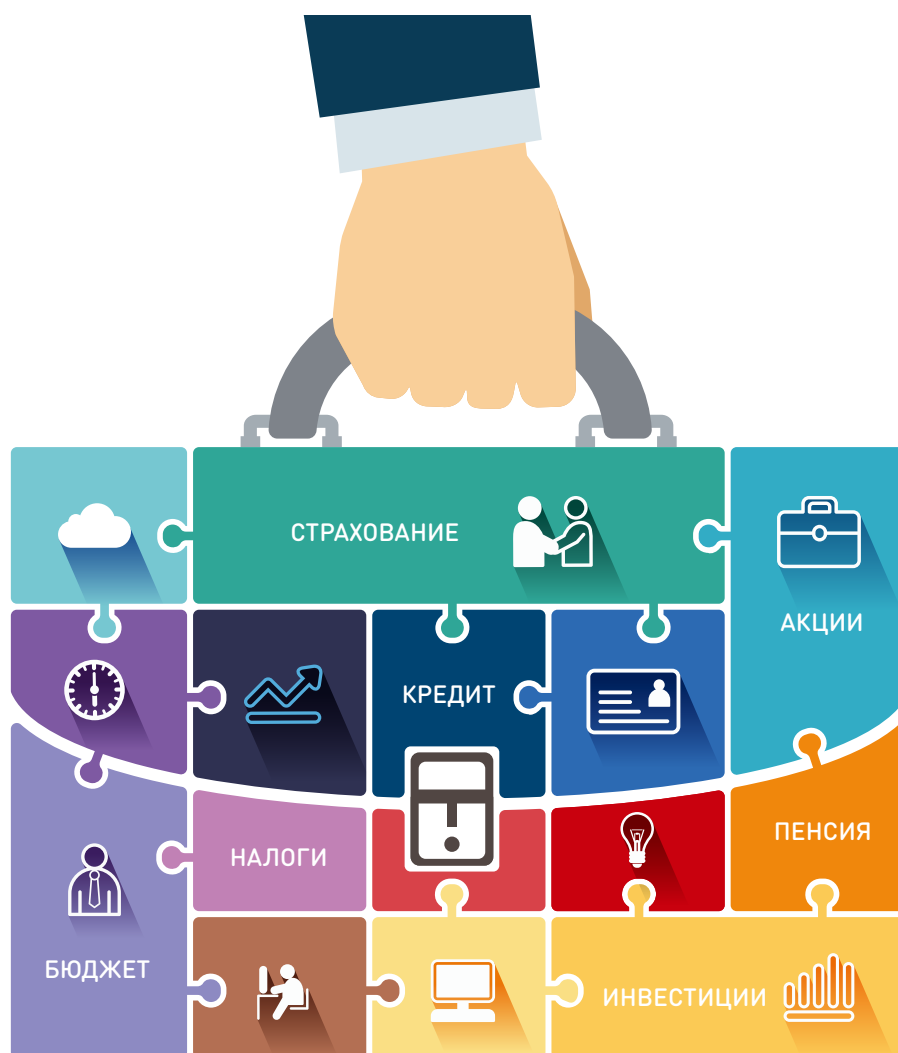 СТРАХОВАНИЕ
АКЦИИ
КРЕДИТ
ПЕНСИЯ
НАЛОГИ
БЮДЖЕТ
ИНВЕСТИЦИИ